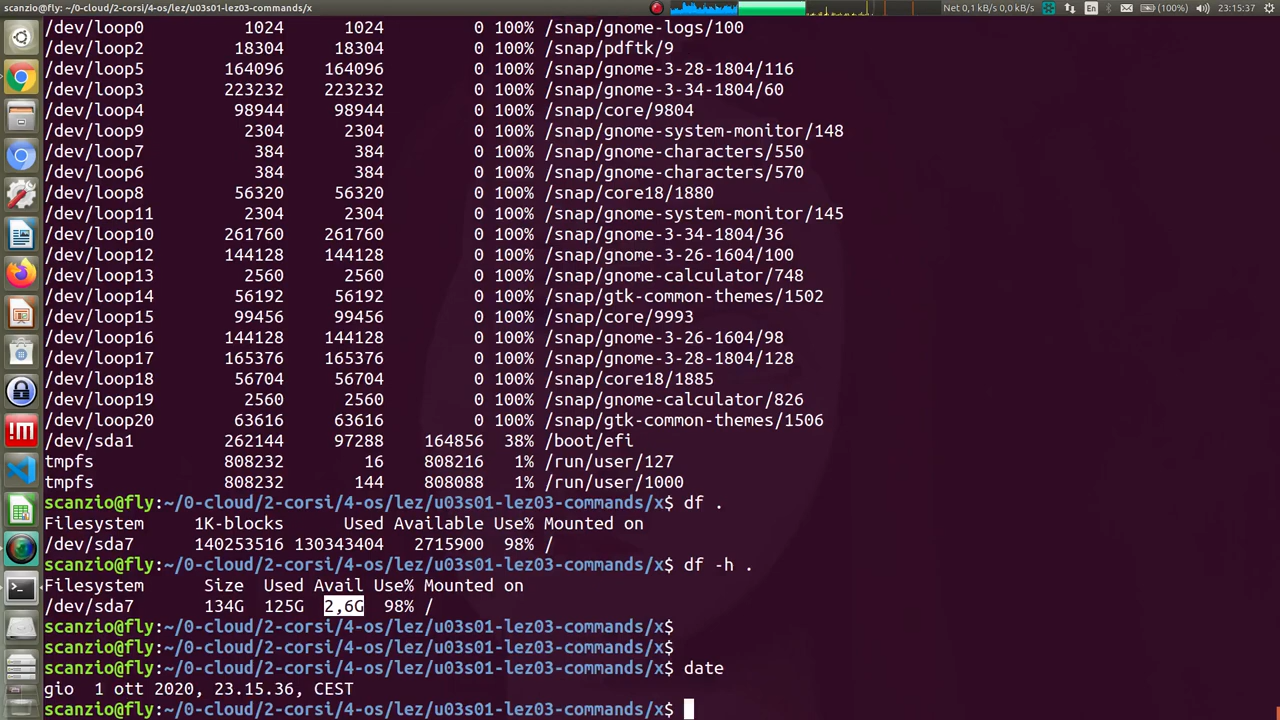 scanzio@fly: ~/0-cloud/2-corsi/4-os/lez/u03s01-lez03-commands/x
Net 0,1 kB/s 0,0 kB/s
En
(100%)
23:15:37
/dev/loop0 1024 1024 0 100% /snap/gnome-logs/100
/dev/loop2 18304 18304 0 100% /snap/pdftk/9
/dev/loop5 164096 164096 0 100% /snap/gnome-3-28-1804/116
/dev/loop3 223232 223232 0 100% /snap/gnome-3-34-1804/60
/dev/loop4 98944 98944 0 100% /snap/core/9804
/dev/loop9 2304 2304 0 100% /snap/gnome-system-monitor/148
/dev/loop7 384 384 0 100% /snap/gnome-characters/550
/dev/loop6 384 384 0 100% /snap/gnome-characters/570
/dev/loop8 56320 56320 0 100% /snap/core18/1880
/dev/loop11 2304 2304 0 100% /snap/gnome-system-monitor/145
/dev/loop10 261760 261760 0 100% /snap/gnome-3-34-1804/36
/dev/loop12 144128 144128 0 100% /snap/gnome-3-26-1604/100
/dev/loop13 2560 2560 0 100% /snap/gnome-calculator/748
/dev/loop14 56192 56192 0 100% /snap/gtk-common-themes/1502
/dev/loop15 99456 99456 0 100% /snap/core/9993
/dev/loop16 144128 144128 0 100% /snap/gnome-3-26-1604/98
/dev/loop17 165376 165376 0 100% /snap/gnome-3-28-1804/128
/dev/loop18 56704 56704 0 100% /snap/core18/1885
/dev/loop19 2560 2560 0 100% /snap/gnome-calculator/826
/dev/loop20 63616 63616 0 100% /snap/gtk-common-themes/1506
/dev/sda1 262144 97288 164856 38% /boot/efi
tmpfs 808232 16 808216 1% /run/user/127
tmpfs 808232 144 808088 1% /run/user/1000
scanzio@fly:~/0-cloud/2-corsi/4-os/lez/u03s01-lez03-commands/x$ df .
Filesystem 1K-blocks Used Available Use% Mounted on
/dev/sda7 140253516 130343404 2715900 98% /
scanzio@fly:~/0-cloud/2-corsi/4-os/lez/u03s01-lez03-commands/x$ df -h .
Filesystem Size Used Avail Use% Mounted on
/dev/sda7 134G 125G 2,6G 98% /
scanzio@fly:~/0-cloud/2-corsi/4-os/lez/u03s01-lez03-commands/x$
scanzio@fly:~/0-cloud/2-corsi/4-os/lez/u03s01-lez03-commands/x$
scanzio@fly:~/0-cloud/2-corsi/4-os/lez/u03s01-lez03-commands/x$ date
gio 1 ott 2020, 23.15.36, CEST
scanzio@fly:~/0-cloud/2-corsi/4-os/lez/u03s01-lez03-commands/x$